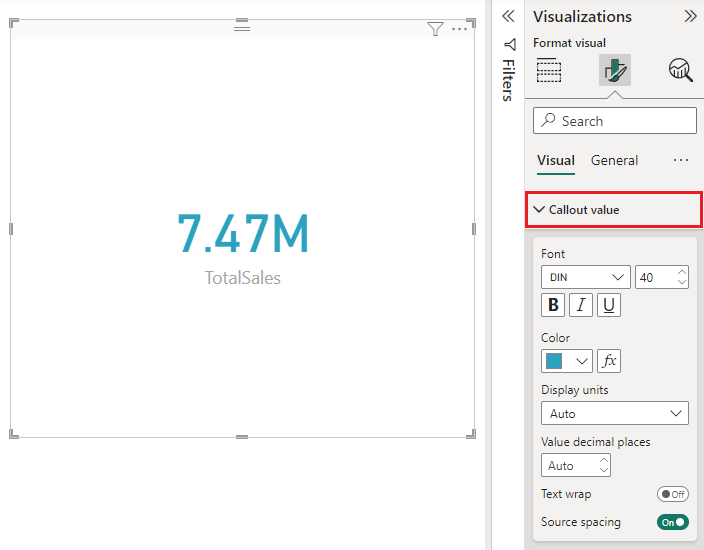 7.47M
TotalSales
Filters
Visualizations
Format visual
Search
Visual General
Callout value
Font
DIN 40
B I U
Color
fx
Display units
Auto
Value decimal places
Auto
Text wrap Off
Source spacing On